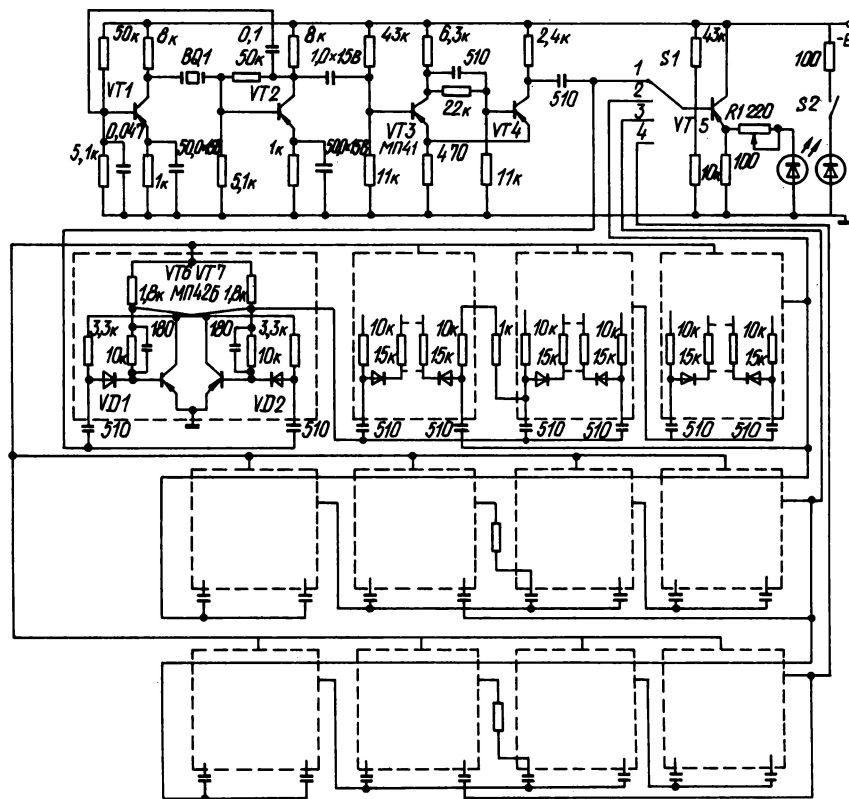 50к 8к 0,1 8к 43к 6,3к 2,4к S1 43к -E
BQ1 50к 1,0×15В 510 100
VT1 VT2 22к 510 1 S2
2 R1 220
VT3 VT4 3 VT5
0,047 МП41 4
5,1к 50,0×15В 1к 50,0×15В 470 10к 100
1к 5,1к 11к 11к
VT6 VT7
1,8к МП42Б 1,8к
3,3к 180 180 3,3к 10к 10к 1к 10к 10к 10к 10к
10к 10к 15к 15к 15к 15к 15к 15к
VD1 VD2
510 510 510 510 510 510 510 510